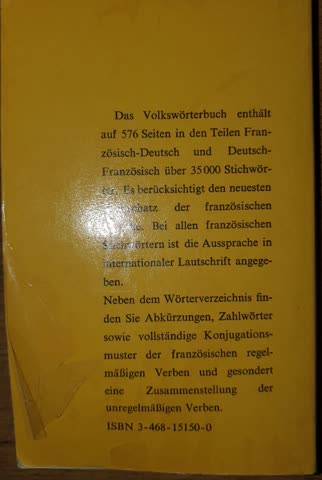 Das Volkswörterbuch enthält
auf 576 Seiten in den Teilen Fran-
zösisch-Deutsch und Deutsch-
Französisch über 35000 Stichwör-
ter. Es berücksichtigt den neuesten
der französischen
Bei allen französischen
Stichwörtern ist die Aussprache in
internationaler Lautschrift angege-
ben.
Neben dem Wörterverzeichnis fin-
den Sie Abkürzungen, Zahlwörter
sowie vollständige Konjugations-
muster der französischen regel-
mäßigen Verben und gesondert
eine Zusammenstellung der
unregelmäßigen Verben.
ISBN 3-468-15150-0